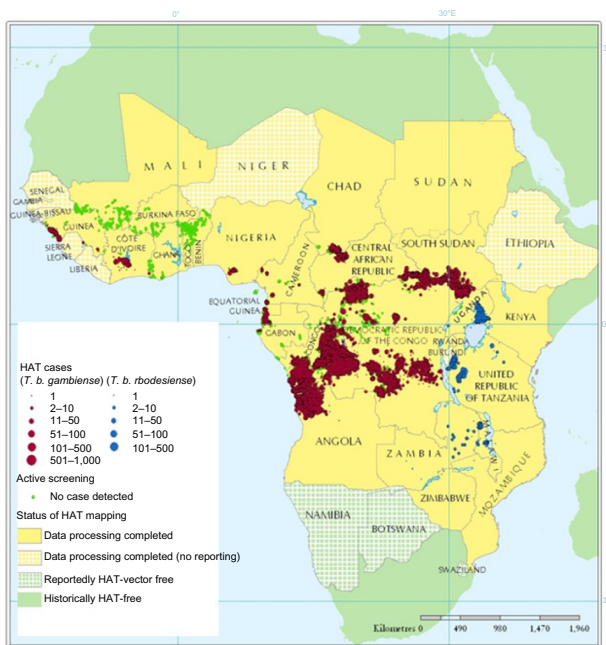 0°
30°E
MALI
NIGER
CHAD
SUDAN
SENEGAL
GAMBIA
GUINEA-BISSAU
GUINEA
BURKINA FASO
SIERRA
LEONE
LIBERIA
CÔTE
D'IVOIRE
GHANA
TOGO
BENIN
NIGERIA
CAMEROON
CENTRAL
AFRICAN
REPUBLIC
SOUTH SUDAN
ETHIOPIA
EQUATORIAL
GUINEA
GABON
CONGO
DEMOCRATIC REPUBLIC
OF THE CONGO
UGANDA
KENYA
RWANDA
BURUNDI
UNITED
REPUBLIC
OF TANZANIA
ANGOLA
ZAMBIA
MALAWI
MOZAMBIQUE
ZIMBABWE
NAMIBIA
BOTSWANA
SWAZILAND
HAT cases
(T. b. gambiense) (T. b. rbodesiense)
1 1
2–10 2–10
11–50 11–50
51–100 51–100
101–500 101–500
501–1,000
Active screening
No case detected
Status of HAT mapping
Data processing completed
Data processing completed (no reporting)
Reportedly HAT-vector free
Historically HAT-free
Kilometres 0 490 980 1,470 1,960